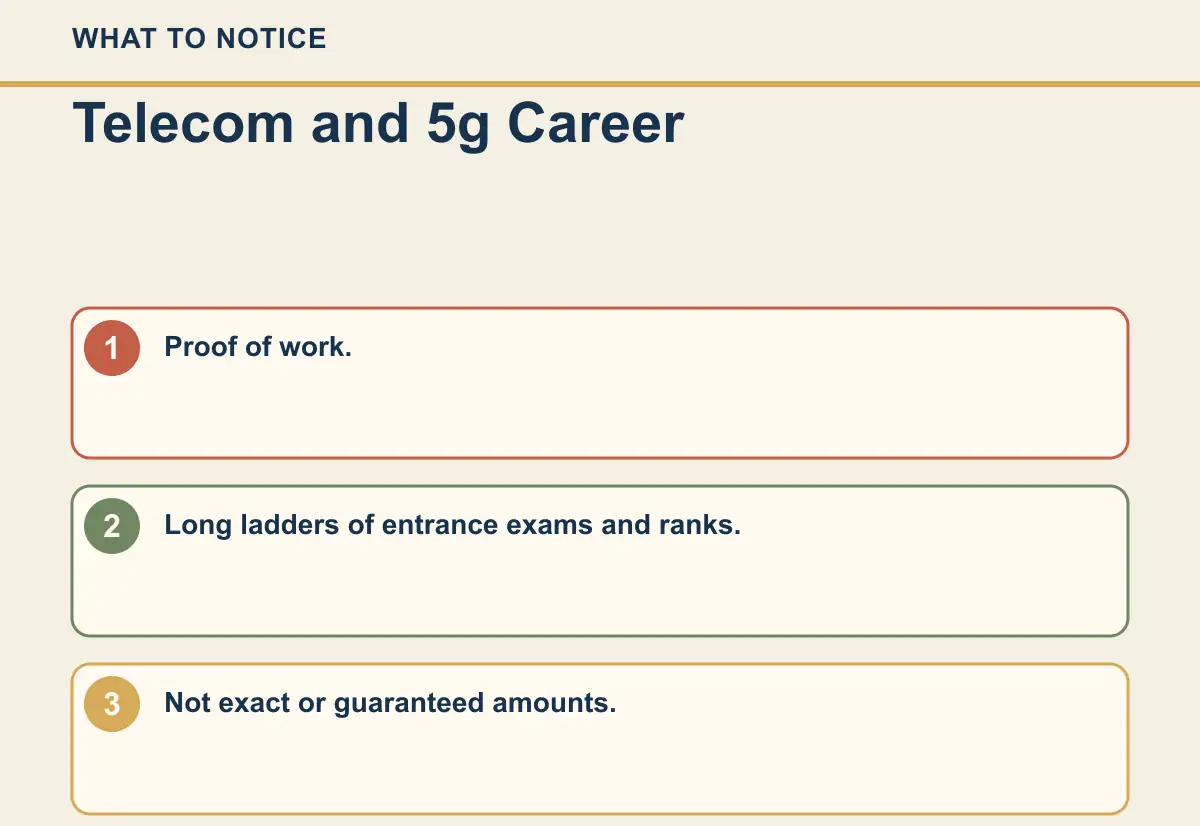 WHAT TO NOTICE
Telecom and 5g Career
1 Proof of work.
2 Long ladders of entrance exams and ranks.
3 Not exact or guaranteed amounts.